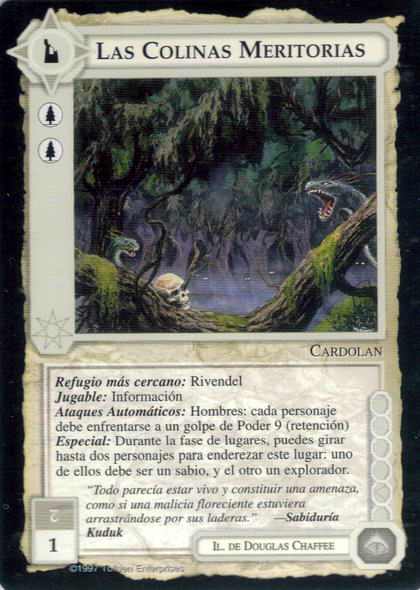 LAS COLINAS MERITORIAS
CARDOLAN
Refugio más cercano: Rivendel
Jugable: Información
Ataques Automáticos: Hombres: cada personaje
debe enfrentarse a un golpe de Poder 9 (retención)
Especial: Durante la fase de lugares, puedes girar
hasta dos personajes para enderezar este lugar: uno
de ellos debe ser un sabio, y el otro un explorador.
“Todo parecía estar vivo y constituir una amenaza,
como si una malicia floreciente estuviera
arrastrándose por sus laderas.” —Sabiduría
Kuduk
2
1
IL. DE DOUGLAS CHAFFEE
©1997 Tolkien Enterprises